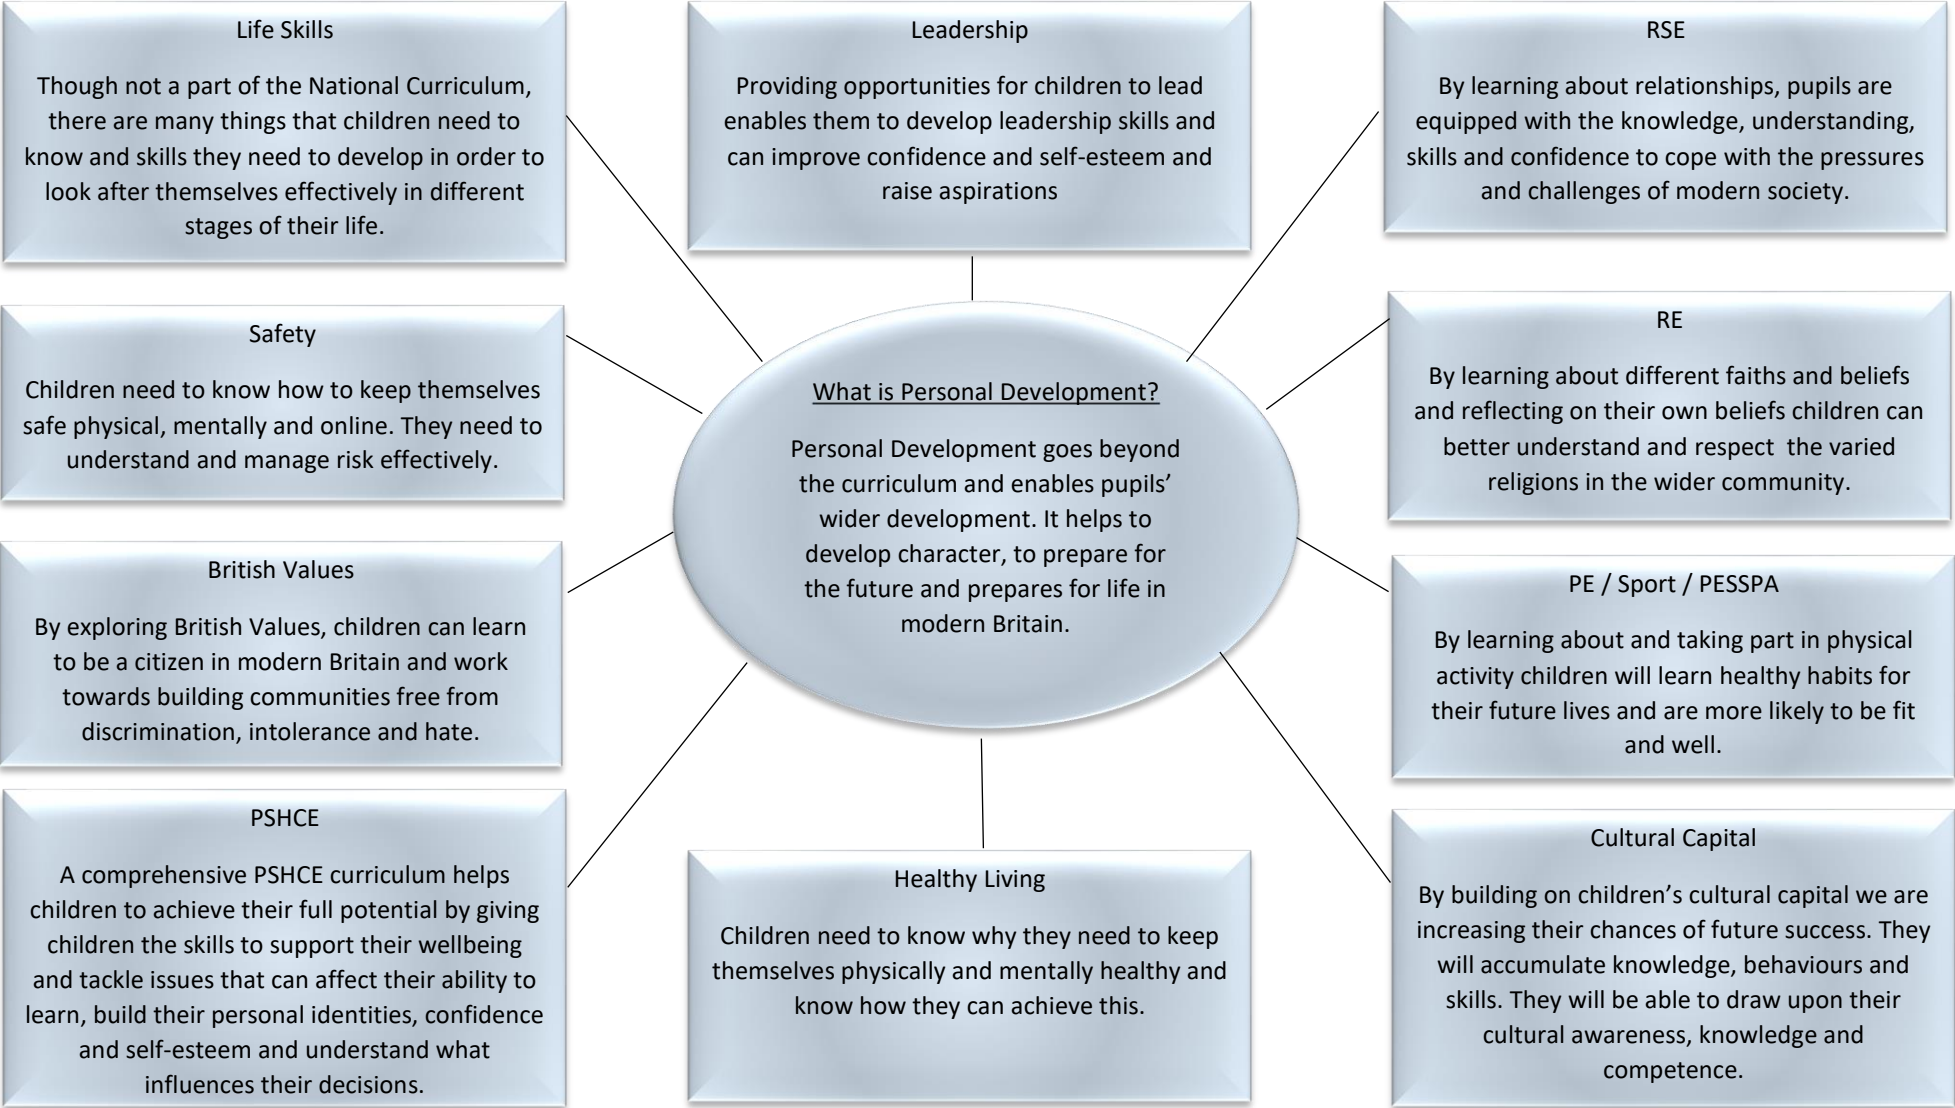 Life Skills
Though not a part of the National Curriculum,
there are many things that children need to
know and skills they need to develop in order to
look after themselves effectively in different
stages of their life.
Leadership
Providing opportunities for children to lead
enables them to develop leadership skills and
can improve confidence and self-esteem and
raise aspirations
RSE
By learning about relationships, pupils are
equipped with the knowledge, understanding,
skills and confidence to cope with the pressures
and challenges of modern society.
Safety
Children need to know how to keep themselves
safe physical, mentally and online. They need to
understand and manage risk effectively.
What is Personal Development?
Personal Development goes beyond
the curriculum and enables pupils’
wider development. It helps to
develop character, to prepare for
the future and prepares for life in
modern Britain.
RE
By learning about different faiths and beliefs
and reflecting on their own beliefs children can
better understand and respect  the varied
religions in the wider community.
British Values
By exploring British Values, children can learn
to be a citizen in modern Britain and work
towards building communities free from
discrimination, intolerance and hate.
PE / Sport / PESSPA
By learning about and taking part in physical
activity children will learn healthy habits for
their future lives and are more likely to be fit
and well.
PSHCE
A comprehensive PSHCE curriculum helps
children to achieve their full potential by giving
children the skills to support their wellbeing
and tackle issues that can affect their ability to
learn, build their personal identities, confidence
and self-esteem and understand what
influences their decisions.
Healthy Living
Children need to know why they need to keep
themselves physically and mentally healthy and
know how they can achieve this.
Cultural Capital
By building on children’s cultural capital we are
increasing their chances of future success. They
will accumulate knowledge, behaviours and
skills. They will be able to draw upon their
cultural awareness, knowledge and
competence.